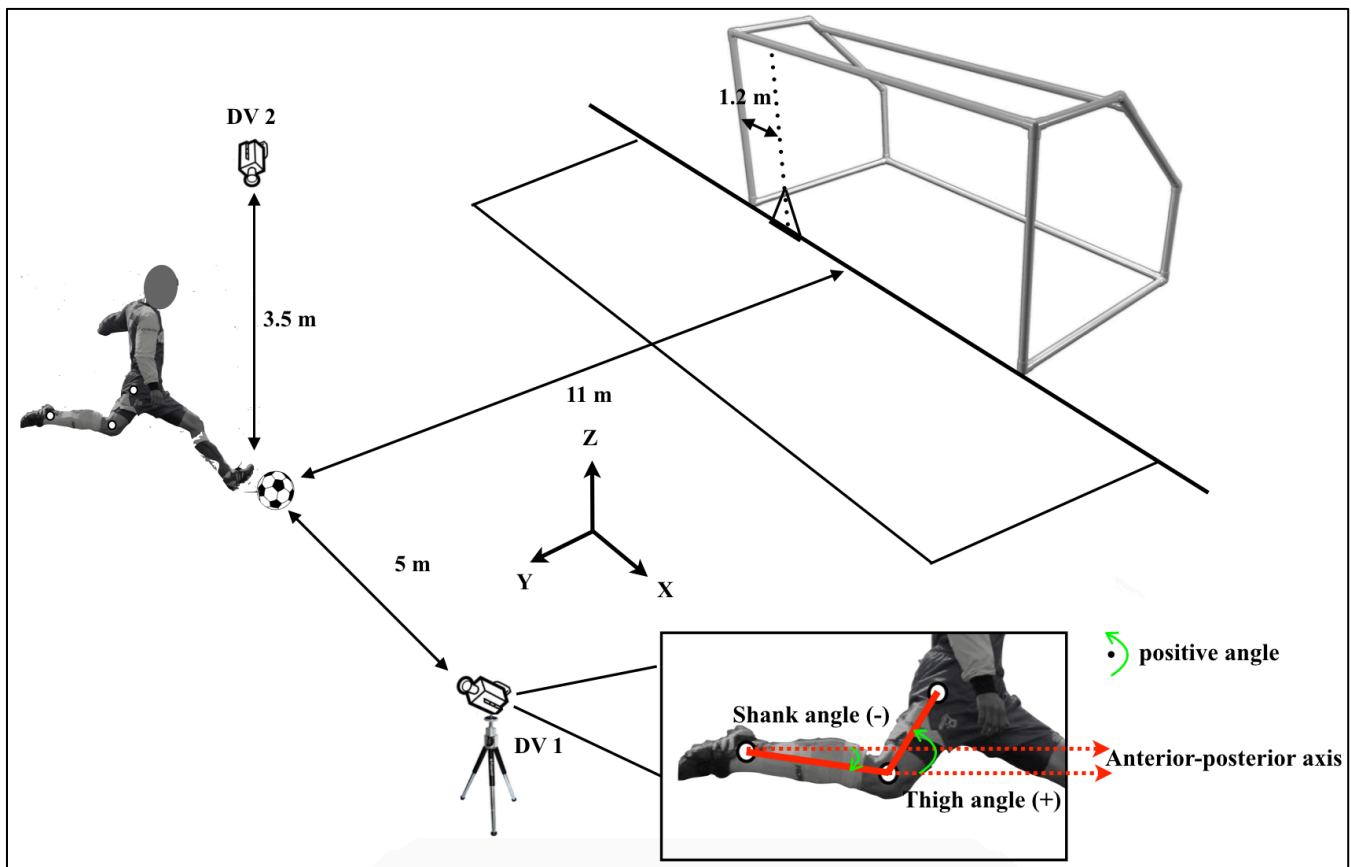 1.2 m
DV 2
3.5 m
11 m
Z
5 m
Y
X
positive angle
Shank angle (-)
DV 1
Anterior-posterior axis
Thigh angle (+)